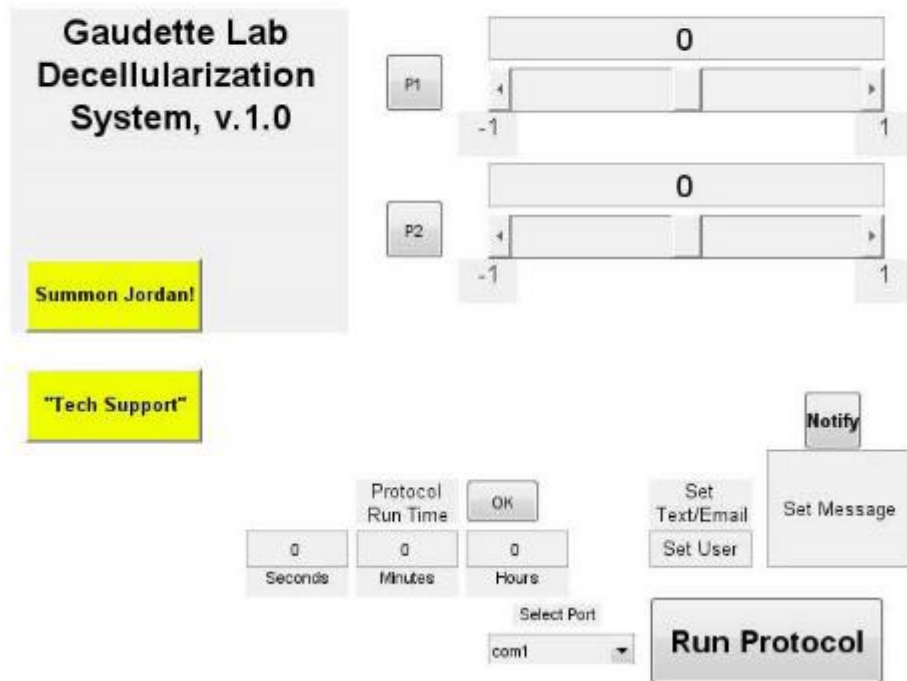 Gaudette Lab
Decellularization
System, v.1.0
Summon Jordan!
"Tech Support"
P1
0
-1
1
P2
0
-1
1
Notify
Set Message
Protocol
Run Time
OK
Set
Text/Email
Set User
0
0
0
Seconds
Minutes
Hours
Select Port
com1
Run Protocol